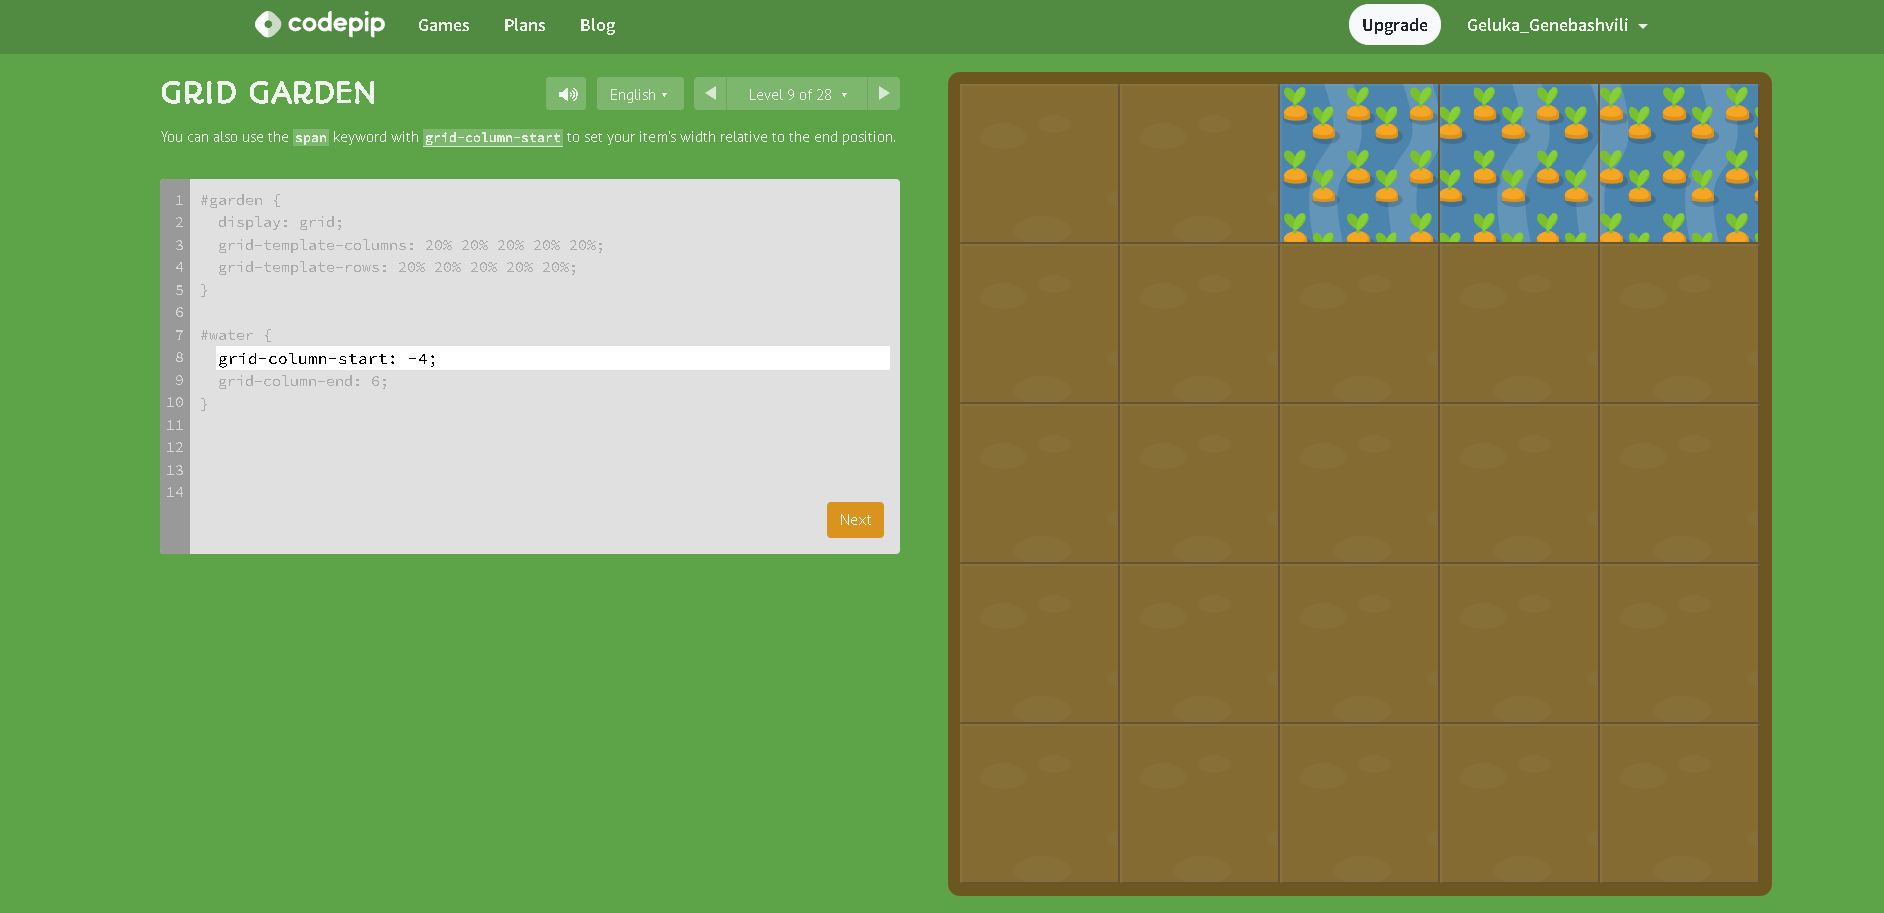 codepip Games Plans Blog Upgrade Geluka_Genebashvili
GRID GARDEN English Level 9 of 28
You can also use the span keyword with grid-column-start to set your item's width relative to the end position.
1 #garden {
2 display: grid;
3 grid-template-columns: 20% 20% 20% 20% 20%;
4 grid-template-rows: 20% 20% 20% 20% 20%;
5 }
6
7 #water {
8 grid-column-start: -4;
9 grid-column-end: 6;
10 }
11
12
13
14
Next